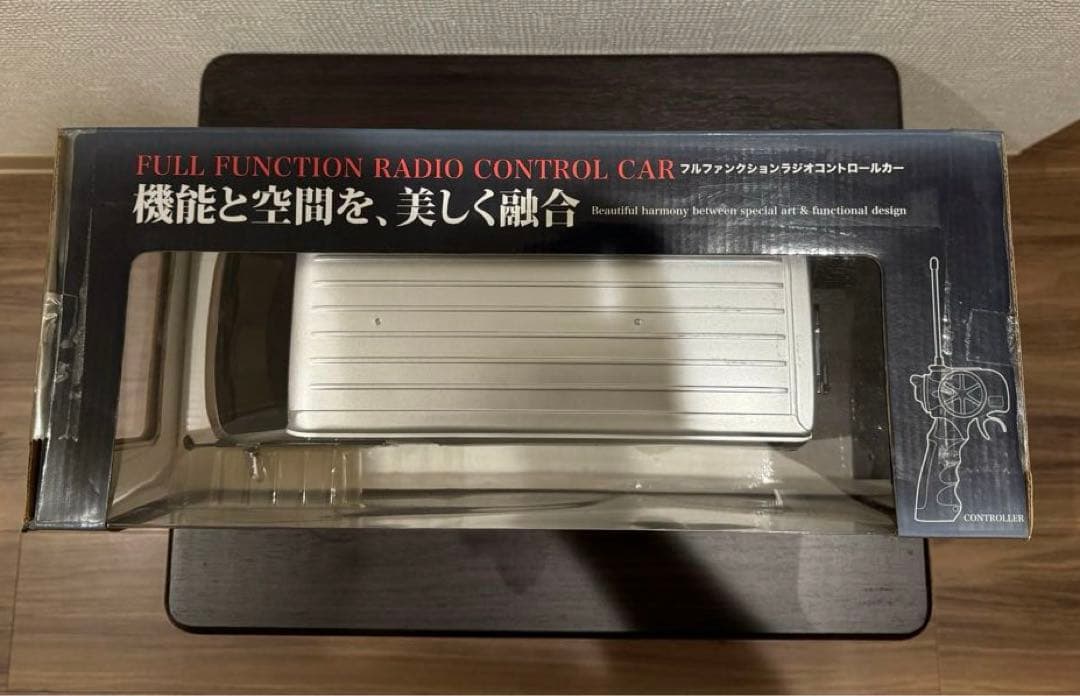 FULL FUNCTION RADIO CONTROL CAR フルファンクションラジオコントロールカー
機能と空間を、美しく融合 Beautiful harmony between special art & functional design
CONTROLLER